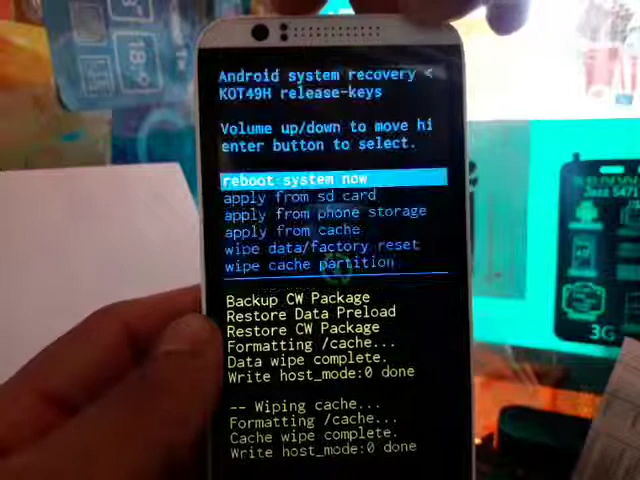 Android system recovery <
KOT49H release-keys
Volume up/down to move hi
enter button to select.
reboot system now
apply from sd card
apply from phone storage
apply from cache
wipe data/factory reset
wipe cache partition
Backup CW Package
Restore Data Preload
Restore CW Package
Formatting /cache...
Data wipe complete.
Write host_mode:0 done
-- Wiping cache...
Formatting /cache...
Cache wipe complete.
Write host_mode:0 done
Jazz S471
3G